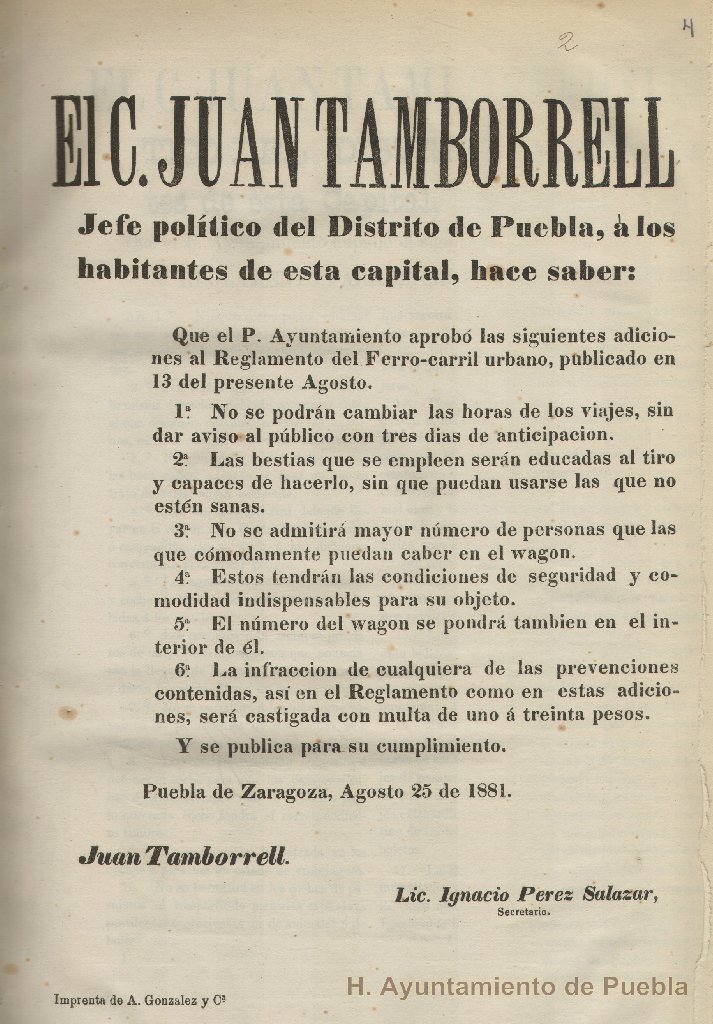 4
2
El C. JUAN TAMBORRELL
Jefe político del Distrito de Puebla, à los
habitantes de esta capital, hace saber:
Que el P. Ayuntamiento aprobó las siguientes adicio-
nes al Reglamento del Ferro-carril urbano, publicado en
13 del presente Agosto.
1ª No se podrán cambiar las horas de los viajes, sin
dar aviso al público con tres dias de anticipacion.
2ª Las bestias que se empleen serán educadas al tiro
y capaces de hacerlo, sin que puedan usarse las que no
estén sanas.
3ª No se admitirá mayor número de personas que las
que cómodamente puedan caber en el wagon.
4ª Estos tendrán las condiciones de seguridad y co-
modidad indispensables para su objeto.
5ª El número del wagon se pondrá tambien en el in-
terior de él.
6ª La infraccion de cualquiera de las prevenciones
contenidas, así en el Reglamento como en estas adicio-
nes, será castigada con multa de uno á treinta pesos.
Y se publica para su cumplimiento.
Puebla de Zaragoza, Agosto 25 de 1881.
Juan Tamborrell.
Lic. Ignacio Perez Salazar,
Secretario.
Imprenta de A. Gonzalez y Cª
H. Ayuntamiento de Puebla